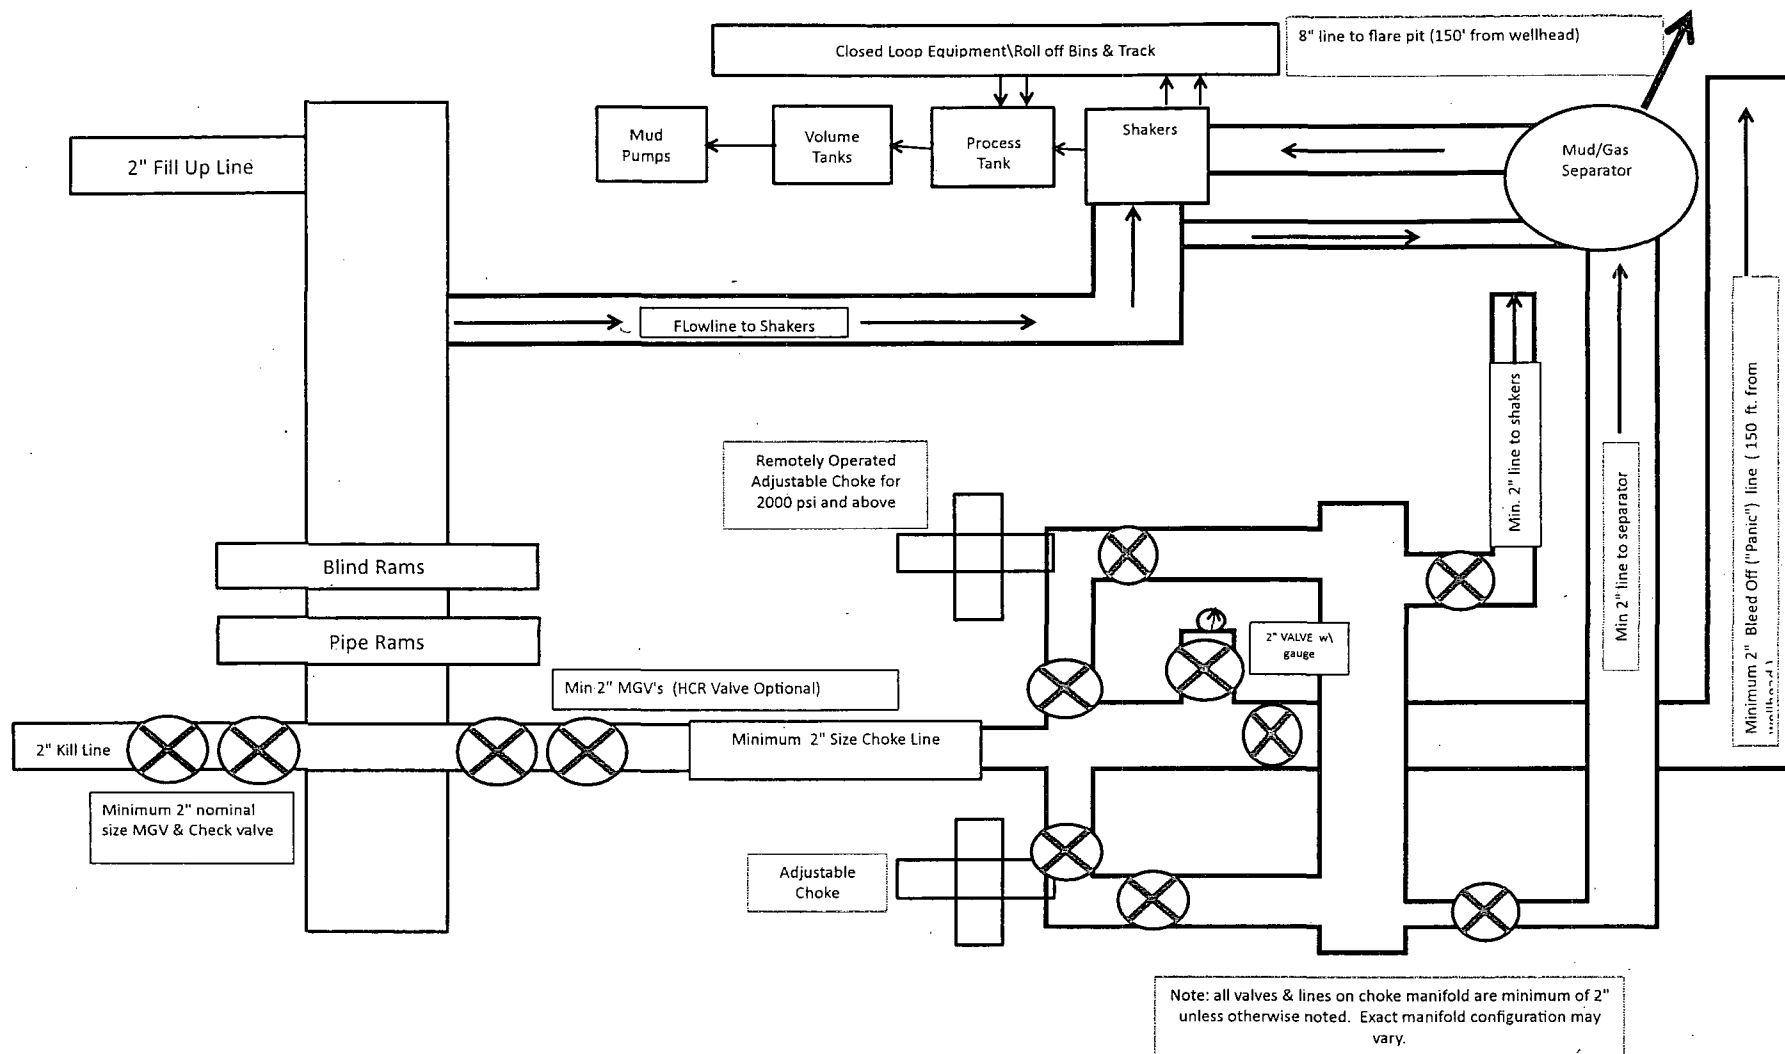 Closed Loop Equipment\Roll off Bins & Track
8" line to flare pit (150' from wellhead)
2" Fill Up Line
Mud
Pumps
Volume
Tanks
Process
Tank
Shakers
Mud/Gas
Separator
FLowline to Shakers
Min. 2" line to shakers
Min 2" line to separator
Minimum 2" Bleed Off ("Panic") line ( 150 ft. from
wellhead)
Remotely Operated
Adjustable Choke for
2000 psi and above
Blind Rams
Pipe Rams
2" VALVE w\
gauge
Min 2" MGV's (HCR Valve Optional)
2" Kill Line
Minimum 2" Size Choke Line
Minimum 2" nominal
size MGV & Check valve
Adjustable
Choke
Note: all valves & lines on choke manifold are minimum of 2"
unless otherwise noted. Exact manifold configuration may
vary.